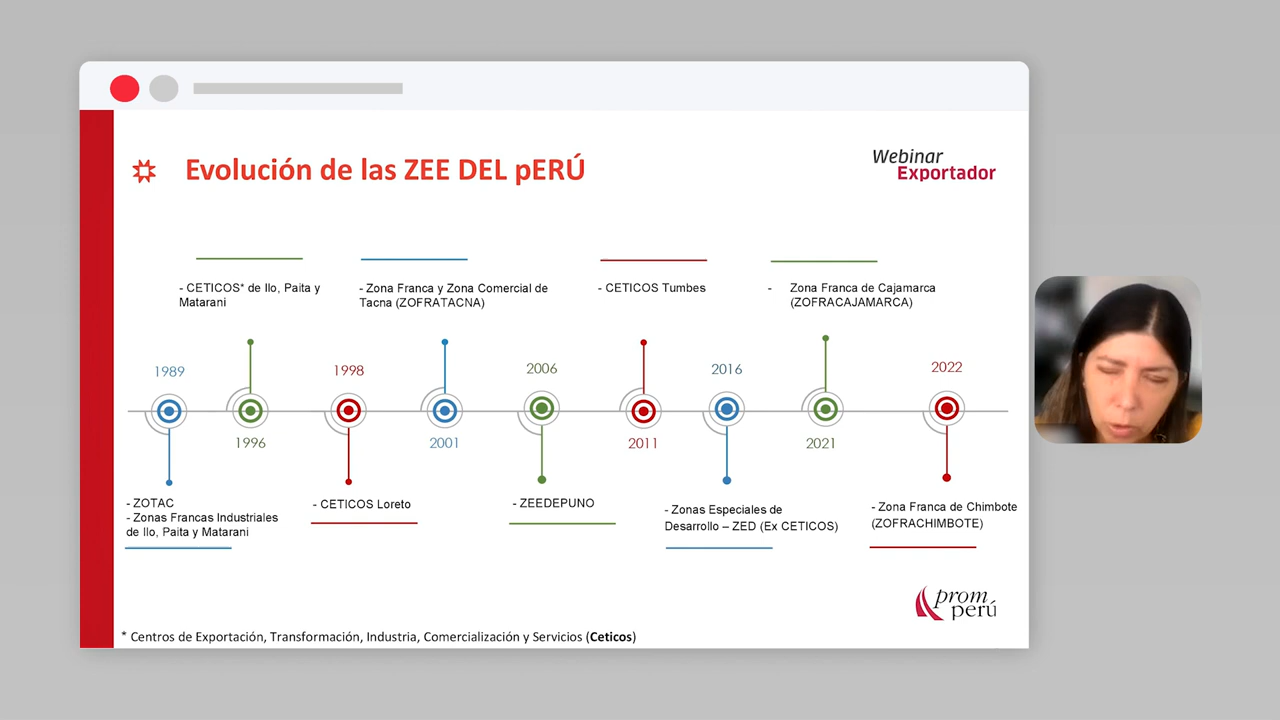 Evolución de las ZEE DEL pERÚ
Webinar
Exportador
- CETICOS* de Ilo, Paita y
Matarani
- Zona Franca y Zona Comercial de
Tacna (ZOFRATACNA)
- CETICOS Tumbes
- Zona Franca de Cajamarca
(ZOFRACAJAMARCA)
1989
1998
2006
2016
2022
1996
2001
2011
2021
- ZOTAC
- Zonas Francas Industriales
de Ilo, Paita y Matarani
- CETICOS Loreto
- ZEEDEPUNO
- Zonas Especiales de
Desarrollo – ZED (Ex CETICOS)
- Zona Franca de Chimbote
(ZOFRACHIMBOTE)
prom
perú
* Centros de Exportación, Transformación, Industria, Comercialización y Servicios (Ceticos)